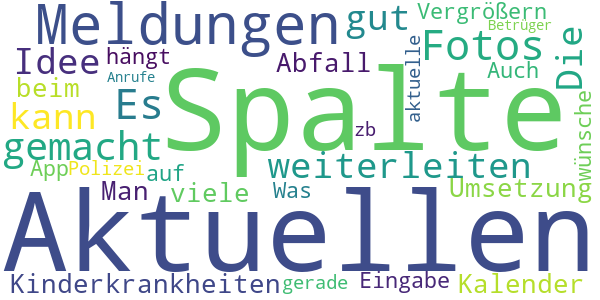 Meldungen gut Vergrößern
Betrüger
Idee hängt Abfall Fotos Die
Anrufe Auch
beim Es Spalte aktuelle
kann zb wünsche
gemacht weiterleiten
App Polizei auf
Man viele Was Umsetzung
Aktuellen
Kinderkrankheiten gerade Eingabe Kalender